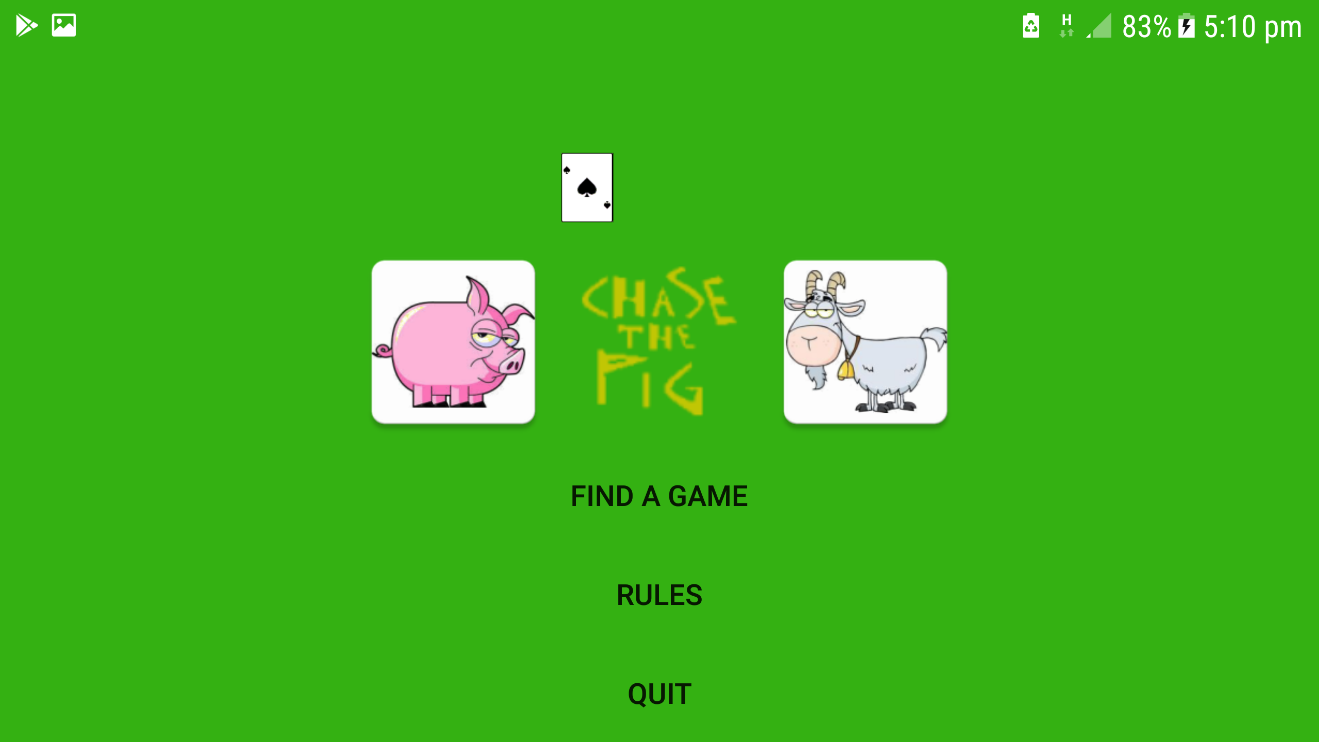 H 83% 5:10 pm
CHASE
THE
PIG
FIND A GAME
RULES
QUIT